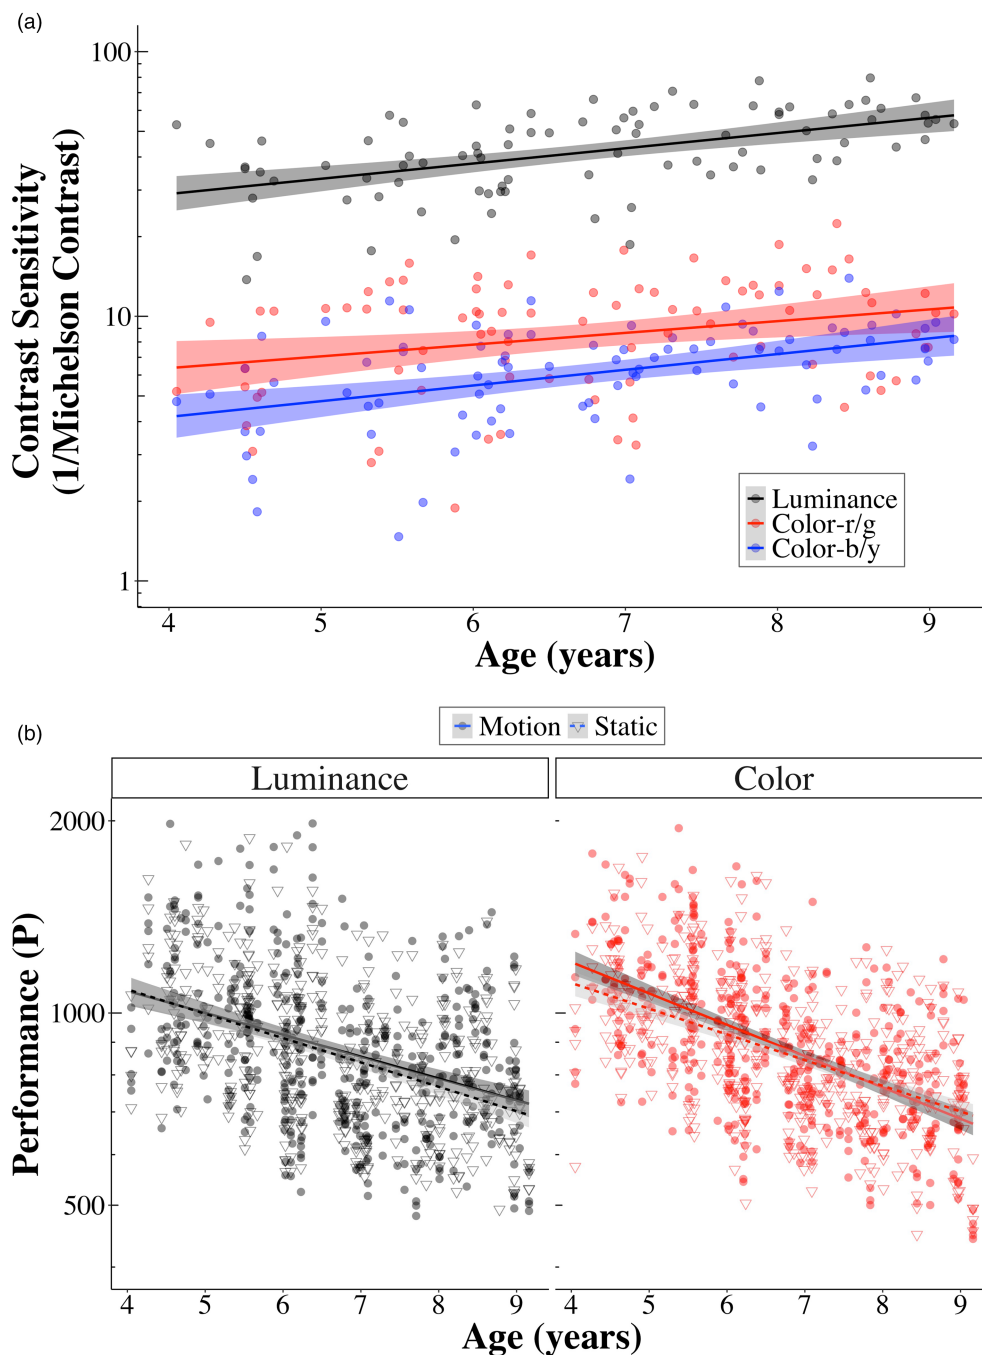 (a)
100
10
1
Contrast Sensitivity
(1/Michelson Contrast)
Luminance
Color-r/g
Color-b/y
4 5 6 7 8 9
Age (years)
(b)
Motion Static
Luminance Color
2000
1000
500
Performance (P)
4 5 6 7 8 9 4 5 6 7 8 9
Age (years)